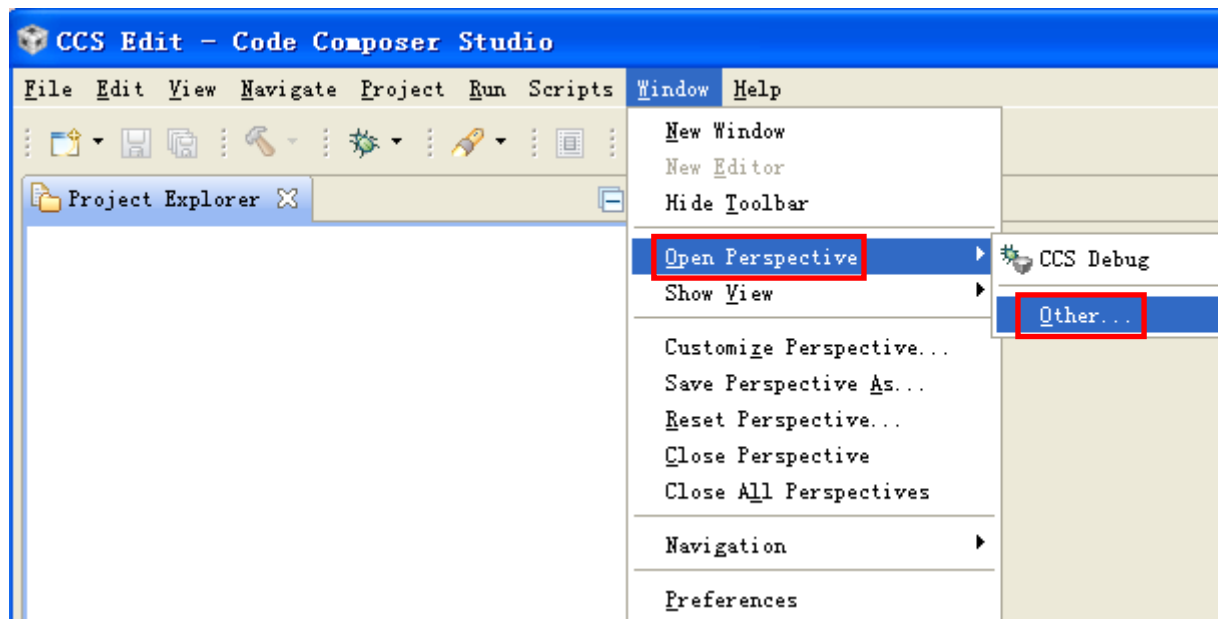 CCS Edit - Code Composer Studio
File Edit View Navigate Project Run Scripts Window Help
New Window
New Editor
Project Explorer
Hide Toolbar
Open Perspective
CCS Debug
Show View
Other...
Customize Perspective...
Save Perspective As...
Reset Perspective...
Close Perspective
Close All Perspectives
Navigation
Preferences